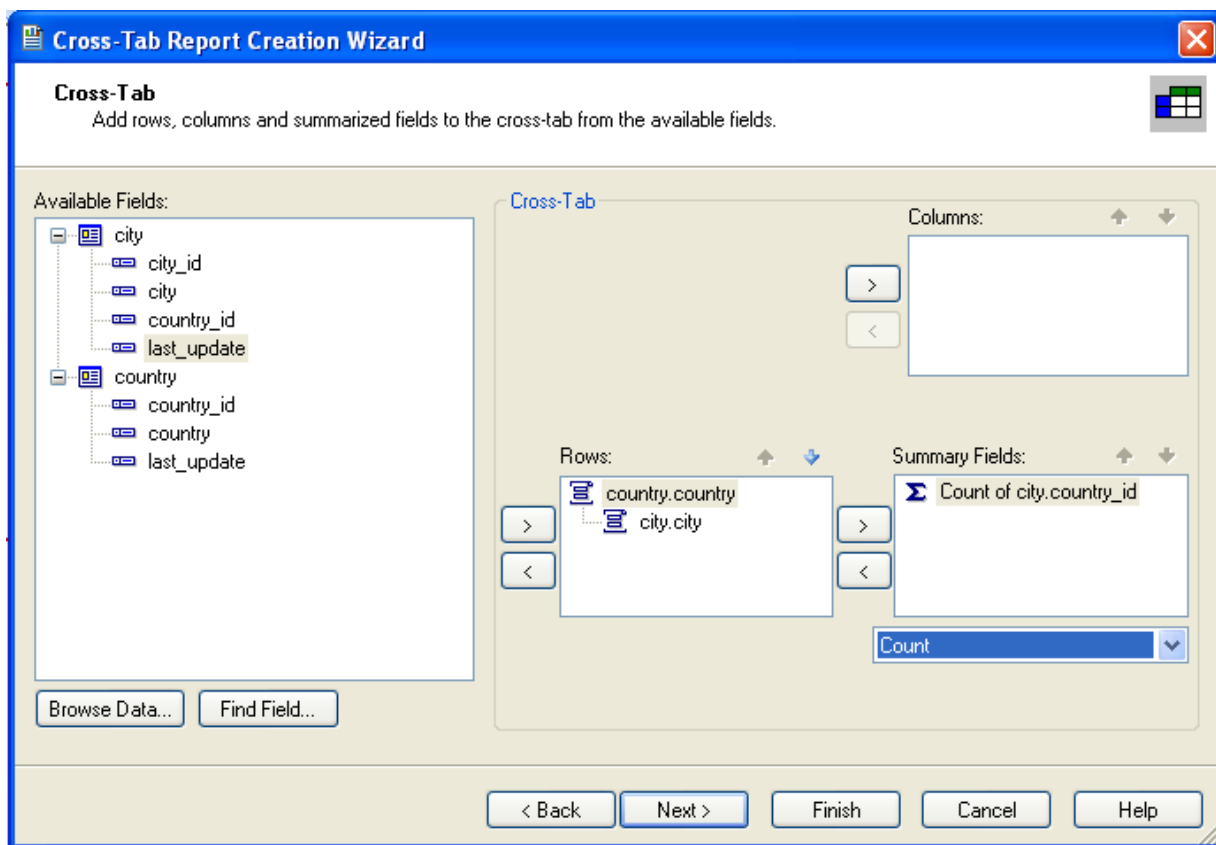 Cross-Tab Report Creation Wizard
Cross-Tab
Add rows, columns and summarized fields to the cross-tab from the available fields.
Available Fields:
city
city_id
city
country_id
last_update
country
country_id
country
last_update
Browse Data...
Find Field...
Cross-Tab
Columns:
>
<
Rows:
country.country
city.city
>
<
Summary Fields:
Σ Count of city.country_id
>
<
Count
< Back
Next >
Finish
Cancel
Help